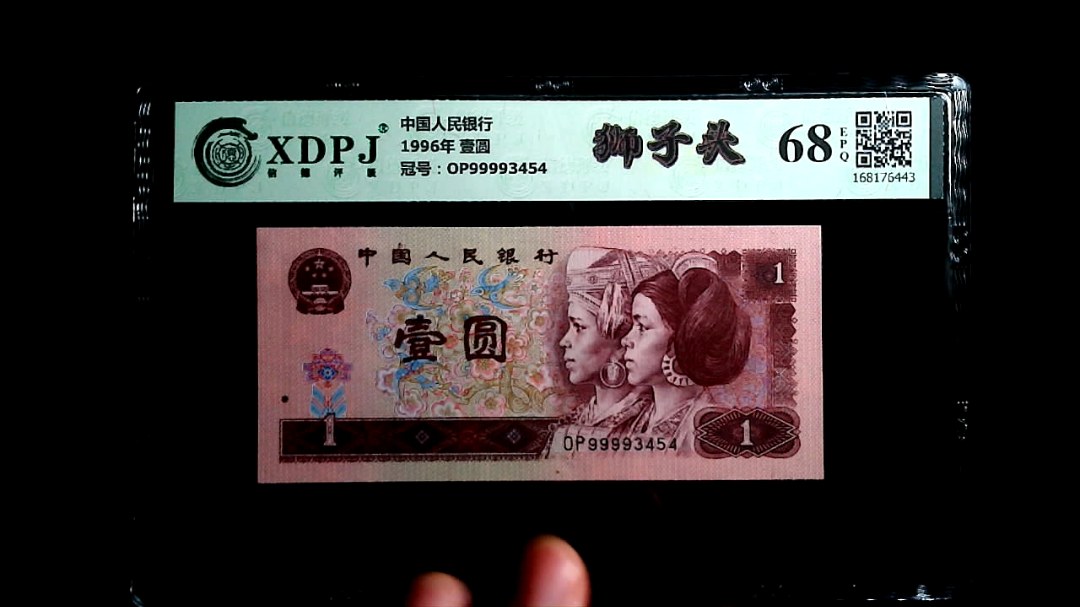 XDPJ®
信德评级
中国人民银行
1996年 壹圆
冠号：OP99993454
狮子头
68
EPQ
168176443
中国人民银行
1
壹圆
1
OP99993454
1